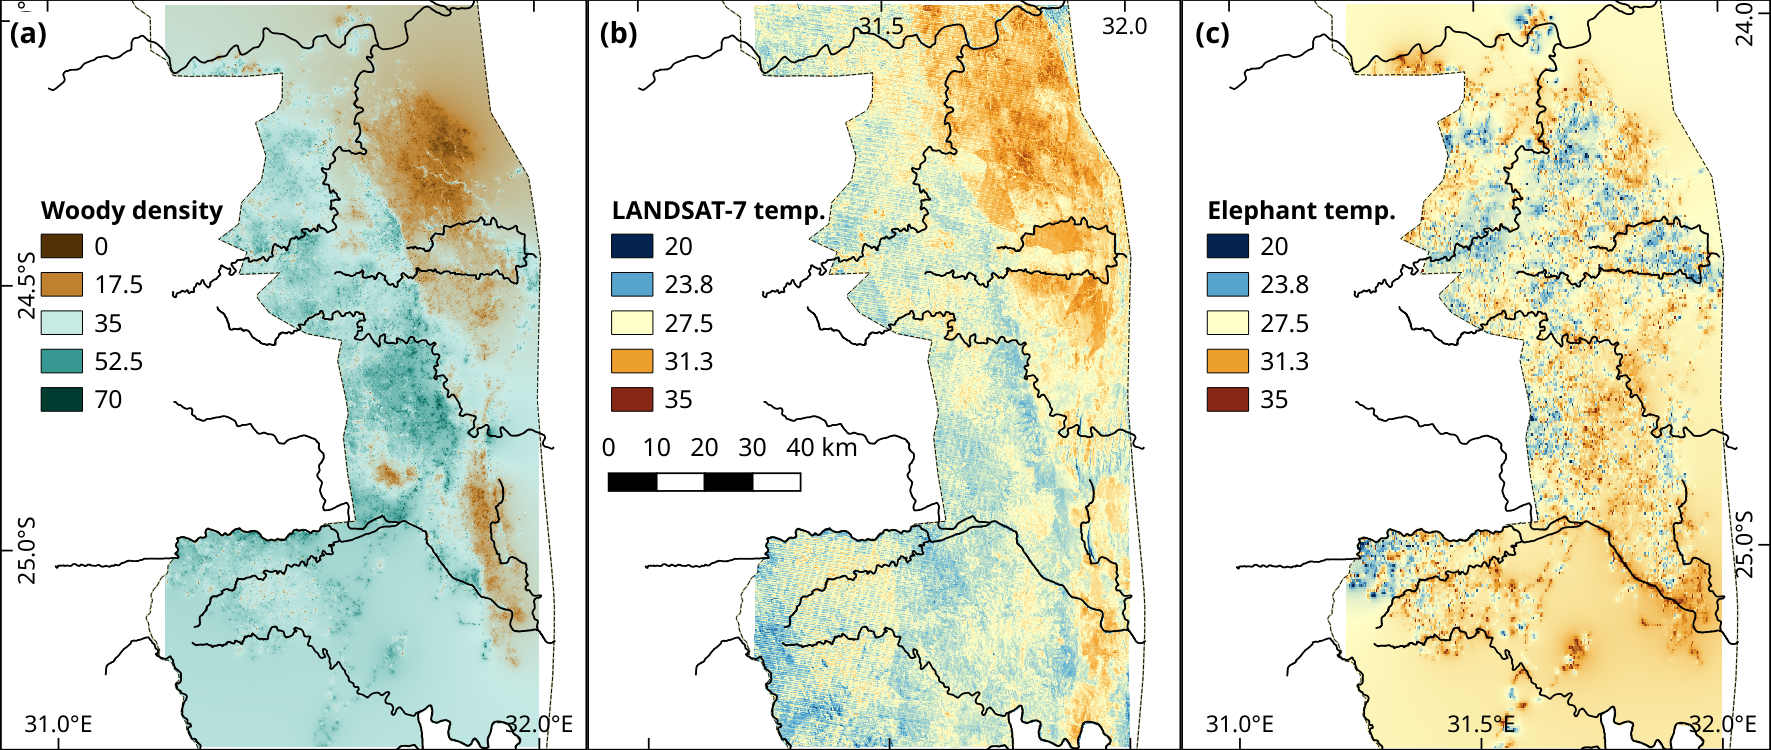 (a)
Woody density
0
17.5
35
52.5
70
24.5°S
25.0°S
31.0°E
32.0°E
(b)
31.5
32.0
LANDSAT-7 temp.
20
23.8
27.5
31.3
35
0 10 20 30 40 km
(c)
24.0
Elephant temp.
20
23.8
27.5
31.3
35
25.0°S
31.0°E
31.5°E
32.0°E